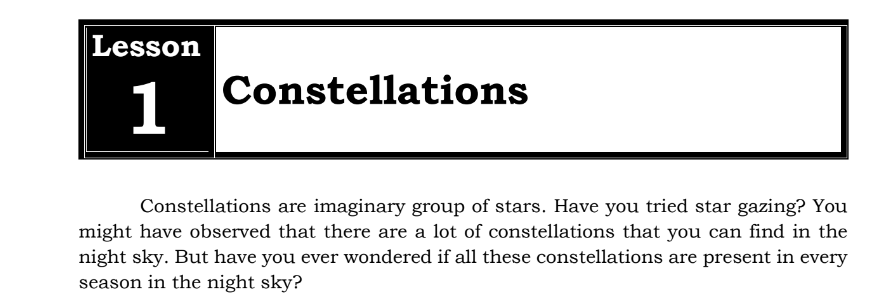 Lesson
1
Constellations
Constellations are imaginary group of stars. Have you tried star gazing? You
might have observed that there are a lot of constellations that you can find in the
night sky. But have you ever wondered if all these constellations are present in every
season in the night sky?